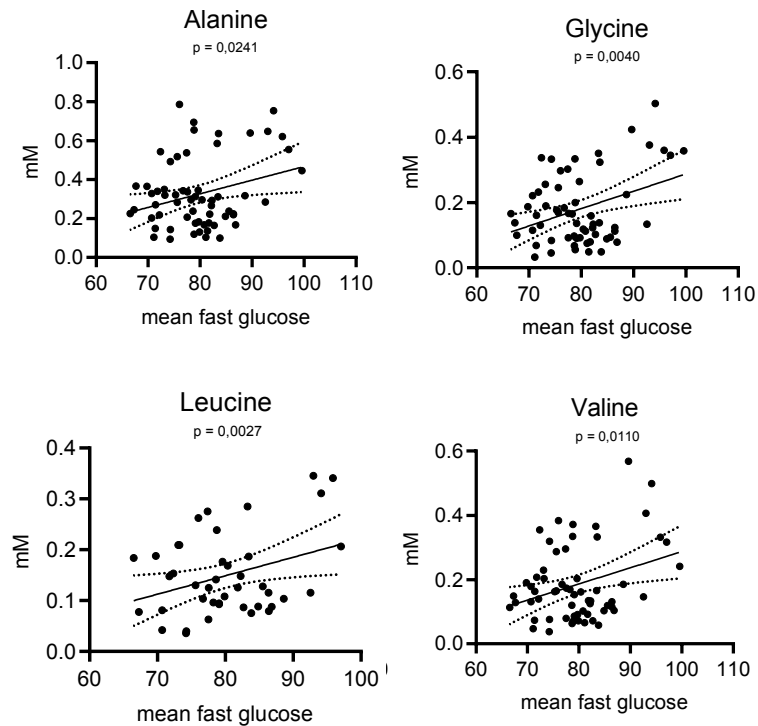 Alanine
p = 0,0241
1.0
0.8
0.6
0.4
0.2
0.0
mM
60 70 80 90 100 110
mean fast glucose
Glycine
p = 0,0040
0.6
0.4
0.2
0.0
mM
60 70 80 90 100 110
mean fast glucose
Leucine
p = 0,0027
0.4
0.3
0.2
0.1
0.0
mM
60 70 80 90 100
mean fast glucose
Valine
p = 0,0110
0.6
0.4
0.2
0.0
mM
60 70 80 90 100 110
mean fast glucose